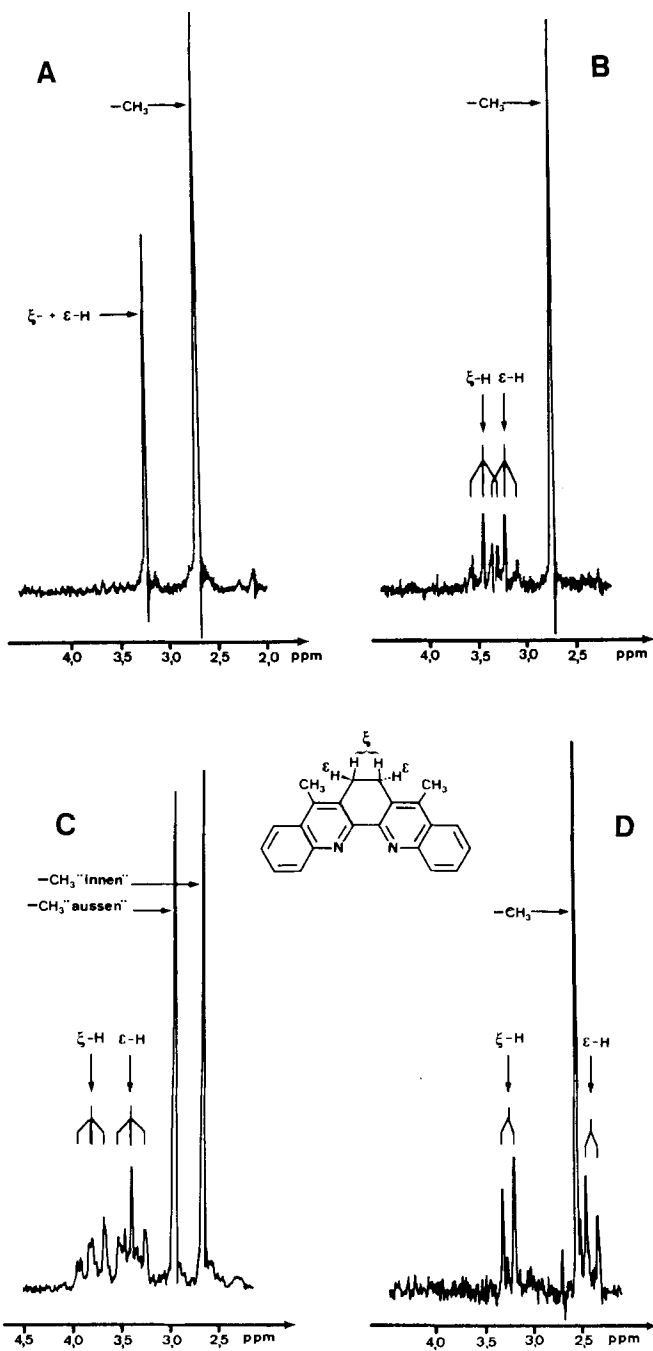 A
–CH₃
ξ- + ε-H
4,0 3,5 3,0 2,5 2,0 ppm
B
–CH₃
ξ-H ε-H
4,0 3,5 3,0 2,5 ppm
C
–CH₃"innen"
–CH₃"aussen"
ξ-H ε-H
4,5 4,0 3,5 3,0 2,5 ppm
ξ
ε H H H H ε
CH₃ CH₃
N N
D
–CH₃
ξ-H
ε-H
4,0 3,5 3,0 2,5 ppm